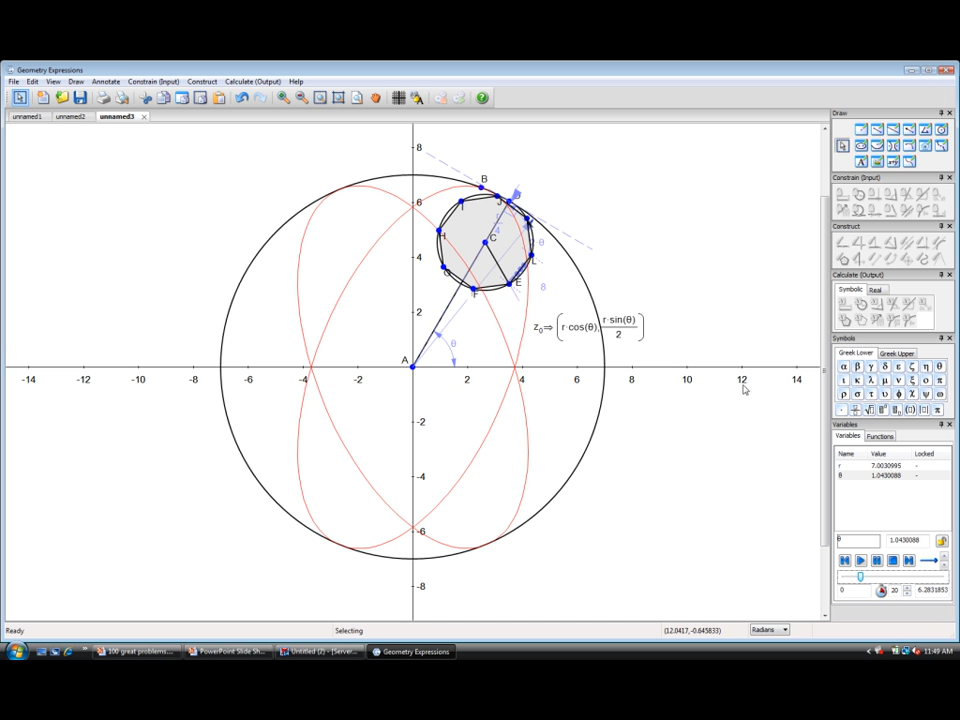 Geometry Expressions
File Edit View Draw Annotate Constrain (Input) Construct Calculate (Output) Help
unnamed1 unnamed2 unnamed3
Draw
Constrain (Input)
Construct
Calculate (Output)
Symbolic Real
Symbols
Greek Lower Greek Upper
α β γ δ ε ζ η θ
ι κ λ μ ν ξ ο π
ρ σ τ υ φ χ ψ ω
Variables
Variables Functions
Name Value Locked
r 7.0030995 -
θ 1.0430088 -
θ 1.0430088
0 20 6.2831853
8
6
4
2
-2
-4
-6
-8
-14 -12 -10 -8 -6 -4 -2 2 4 6 8 10 12 14
B
J
I
H
C
θ
L
G
E
F
8
A
θ
z₀⇒(r·cos(θ), r·sin(θ)/2)
Ready Selecting (12.0417, -0.645833) Radians
100 great problems.... PowerPoint Slide Sh... Untitled (2) - [Server... Geometry Expressions 11:49 AM